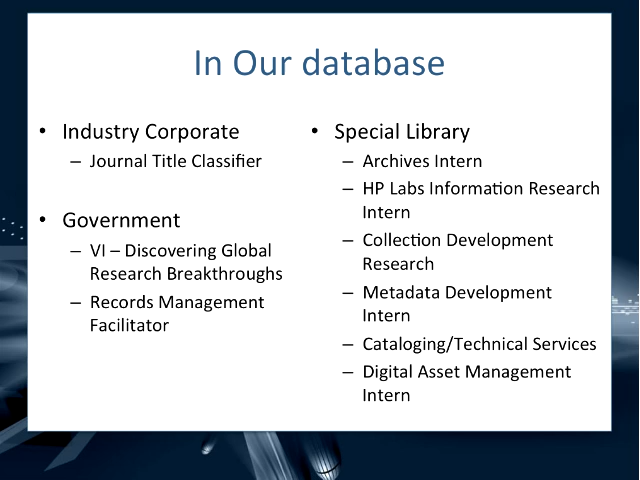 In Our database
• Industry Corporate
– Journal Title Classifier
• Government
– VI – Discovering Global
Research Breakthroughs
– Records Management
Facilitator
• Special Library
– Archives Intern
– HP Labs Information Research
Intern
– Collection Development
Research
– Metadata Development
Intern
– Cataloging/Technical Services
– Digital Asset Management
Intern